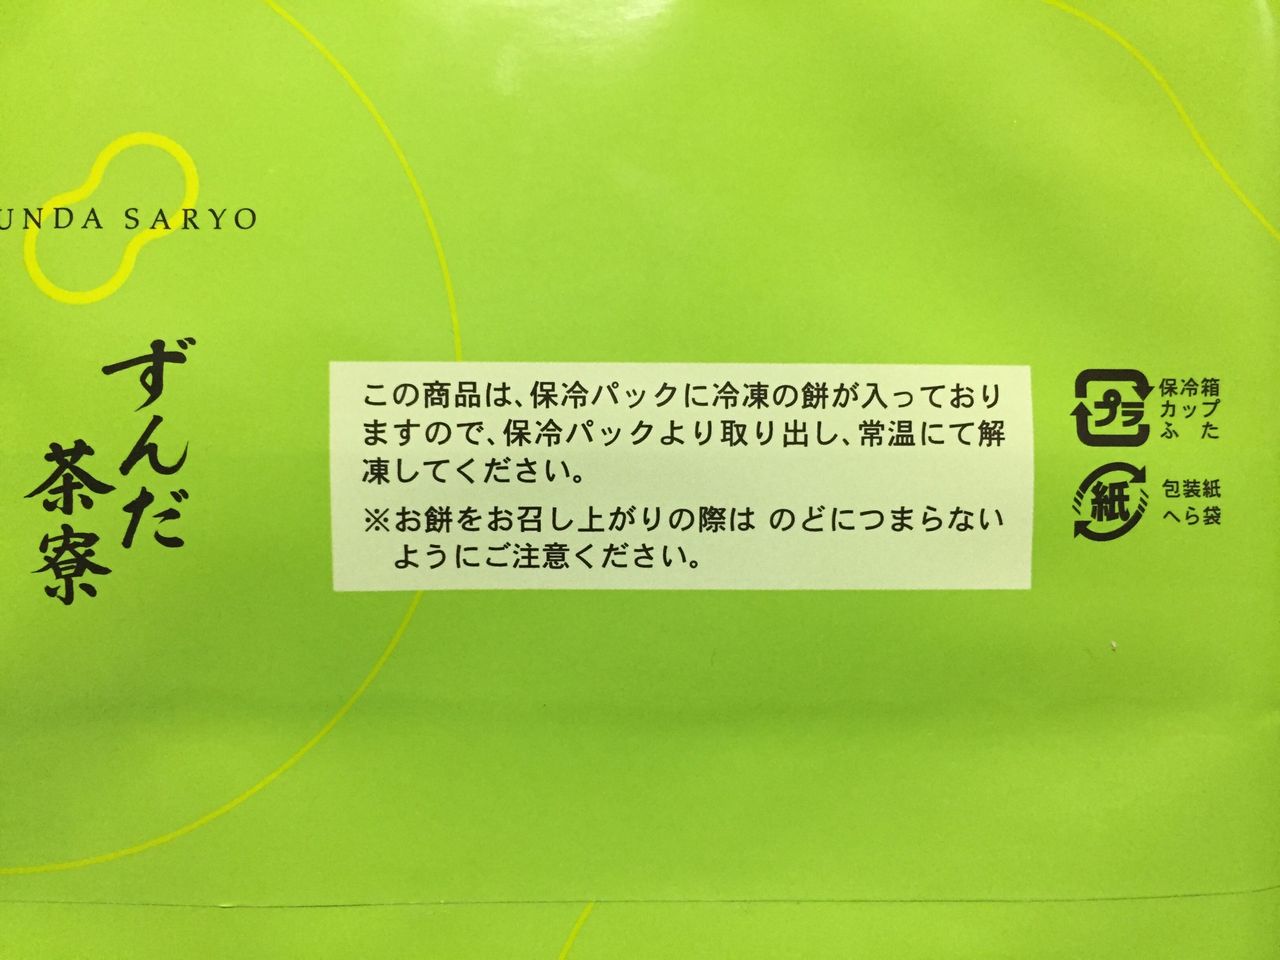 UNDA SARYO
ずんだ
茶寮
この商品は、保冷パックに冷凍の餅が入っており
ますので、保冷パックより取り出し、常温にて解
凍してください。
※お餅をお召し上がりの際は のどにつまらない
ようにご注意ください。
プラ
保冷箱
カップ
ふた
紙
包装紙
へら袋